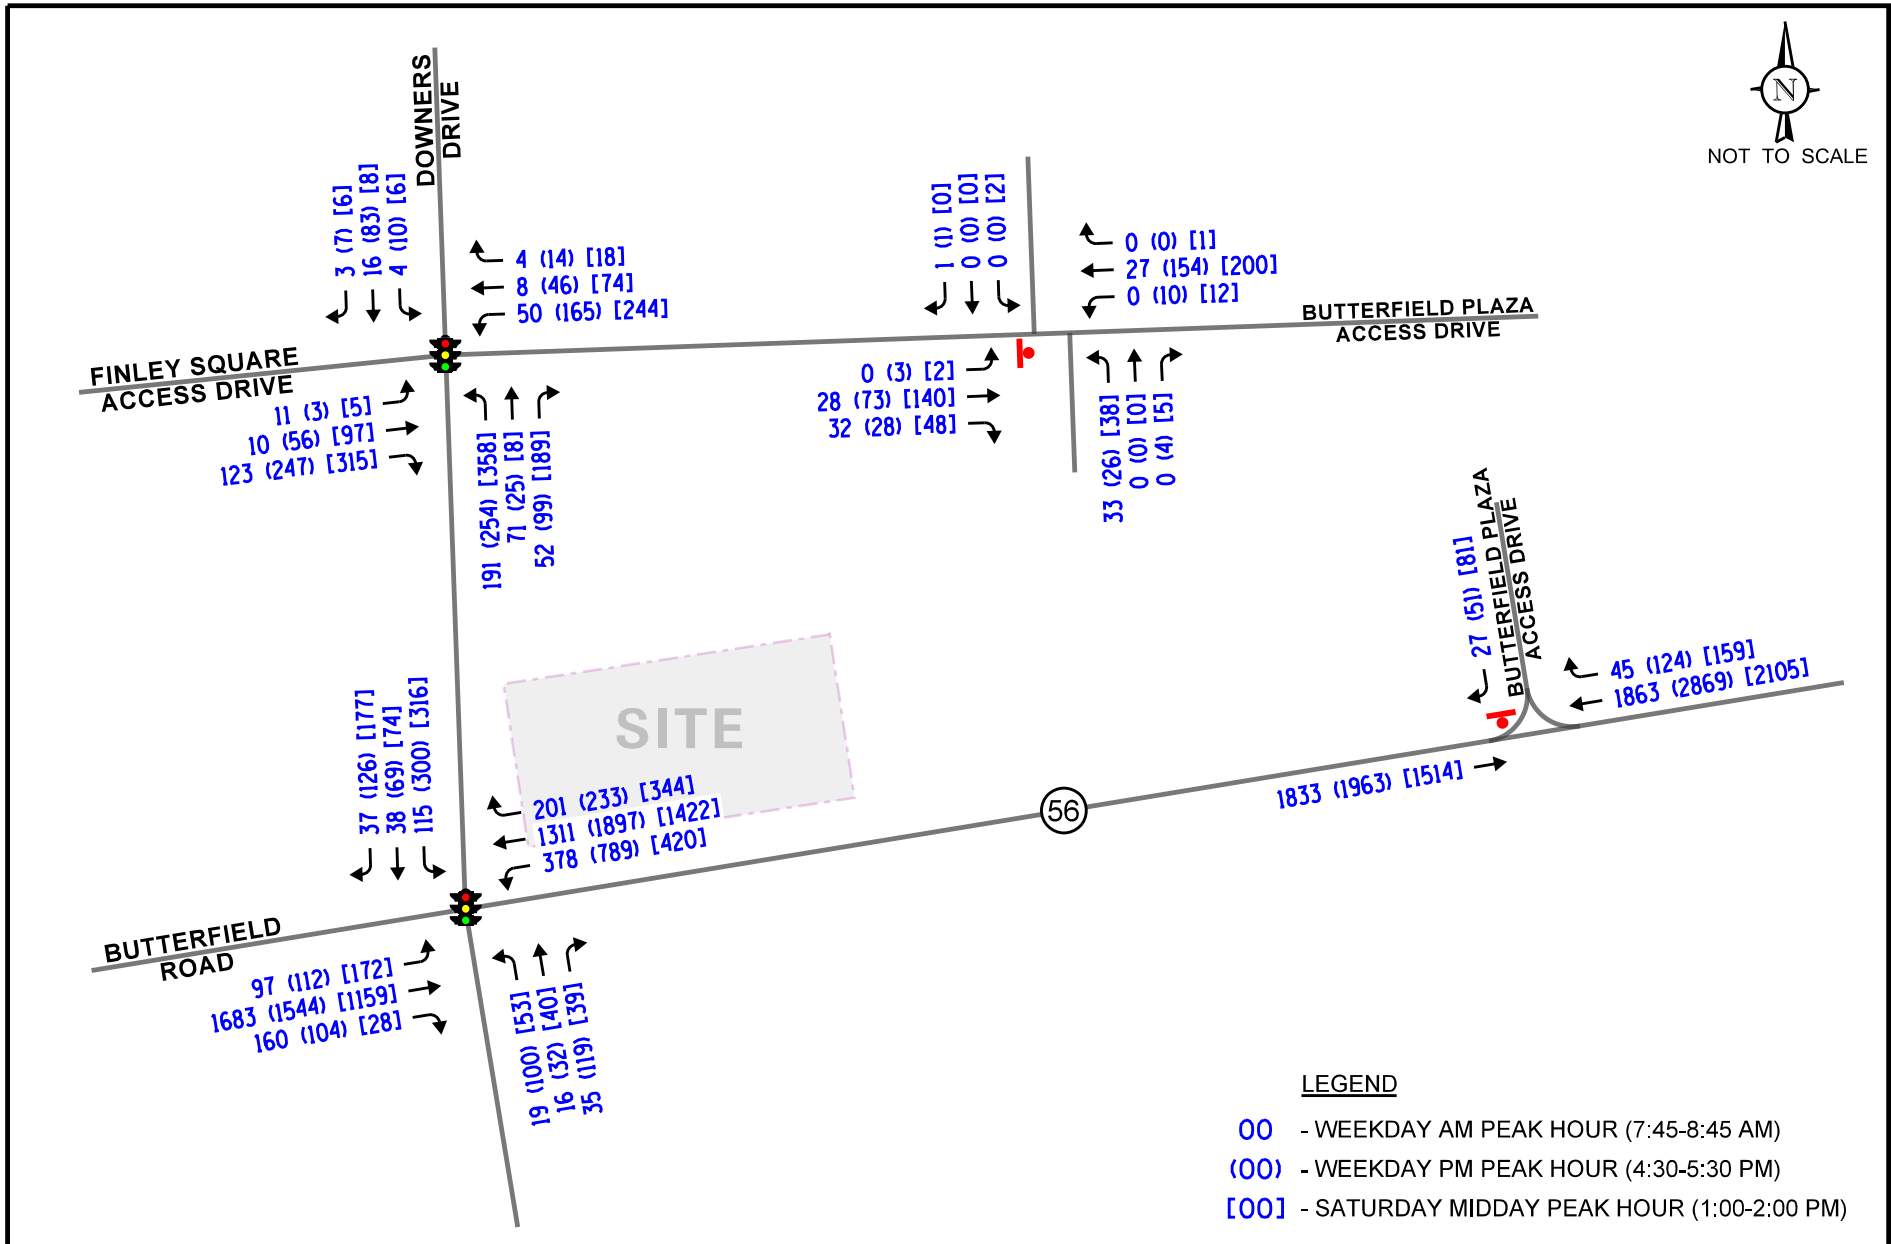 N
NOT TO SCALE
DOWNERS
DRIVE
3 (7) [6]
16 (83) [8]
4 (10) [6]
4 (14) [18]
8 (46) [74]
50 (165) [244]
1 (1) [0]
0 (0) [0]
0 (0) [2]
0 (0) [1]
27 (154) [200]
0 (10) [12]
BUTTERFIELD PLAZA
ACCESS DRIVE
FINLEY SQUARE
ACCESS DRIVE
11 (3) [5]
10 (56) [97]
123 (247) [315]
191 (254) [358]
71 (25) [8]
52 (99) [189]
0 (3) [2]
28 (73) [140]
32 (28) [48]
33 (26) [38]
0 (0) [0]
0 (4) [5]
27 (51) [81]
BUTTERFIELD PLAZA
ACCESS DRIVE
45 (124) [159]
1863 (2869) [2105]
1833 (1963) [1514]
SITE
37 (126) [177]
38 (69) [74]
115 (300) [316]
201 (233) [344]
1311 (1897) [1422]
378 (789) [420]
56
BUTTERFIELD
ROAD
97 (112) [172]
1683 (1544) [1159]
160 (104) [28]
19 (100) [53]
16 (32) [40]
35 (119) [39]
LEGEND
00 - WEEKDAY AM PEAK HOUR (7:45-8:45 AM)
(00) - WEEKDAY PM PEAK HOUR (4:30-5:30 PM)
[00] - SATURDAY MIDDAY PEAK HOUR (1:00-2:00 PM)